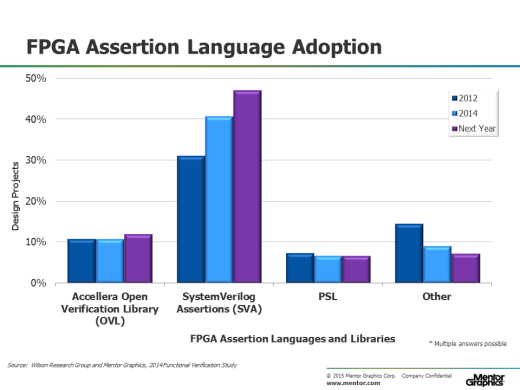 FPGA Assertion Language Adoption
50%
40%
30%
20%
10%
0%
Design Projects
2012
2014
Next Year
Accellera Open
Verification Library
(OVL)
SystemVerilog
Assertions (SVA)
PSL
Other
FPGA Assertion Languages and Libraries
* Multiple answers possible
Source: Wilson Research Group and Mentor Graphics, 2014 Functional Verification Study
© 2015 Mentor Graphics Corp. Company Confidential
www.mentor.com
Mentor
Graphics